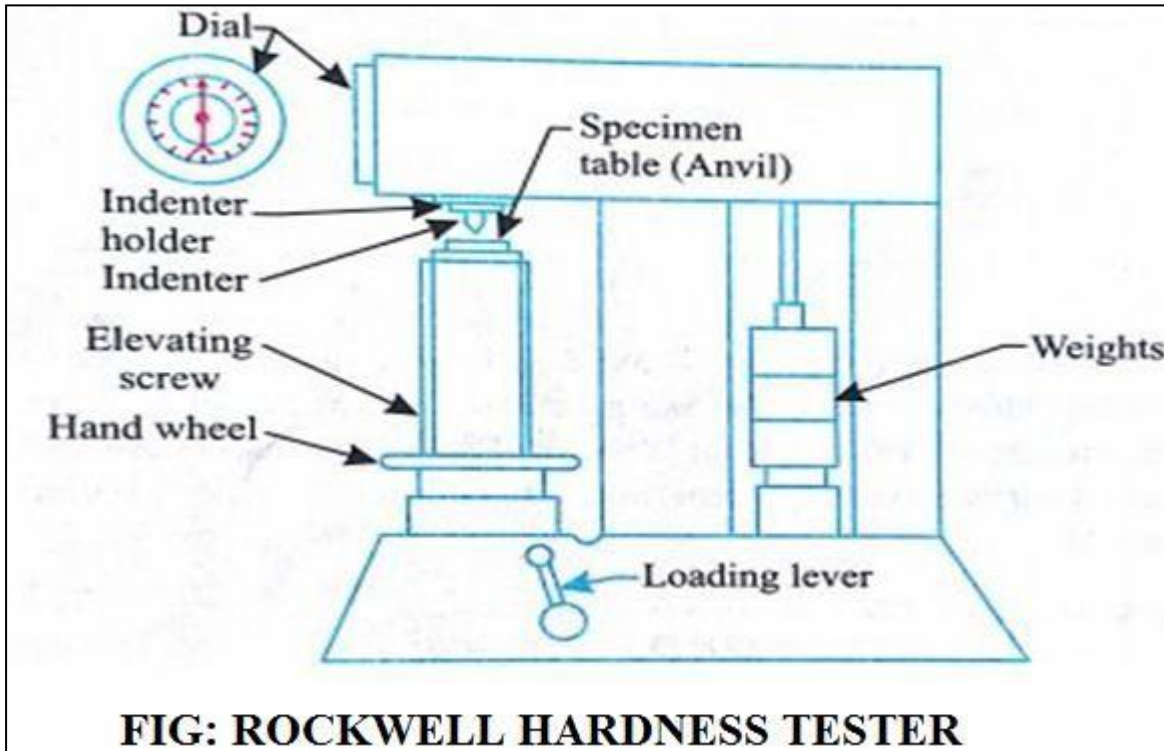 Dial
Specimen
table (Anvil)
Indenter
holder
Indenter
Elevating
screw
Weights
Hand wheel
Loading lever
FIG: ROCKWELL HARDNESS TESTER